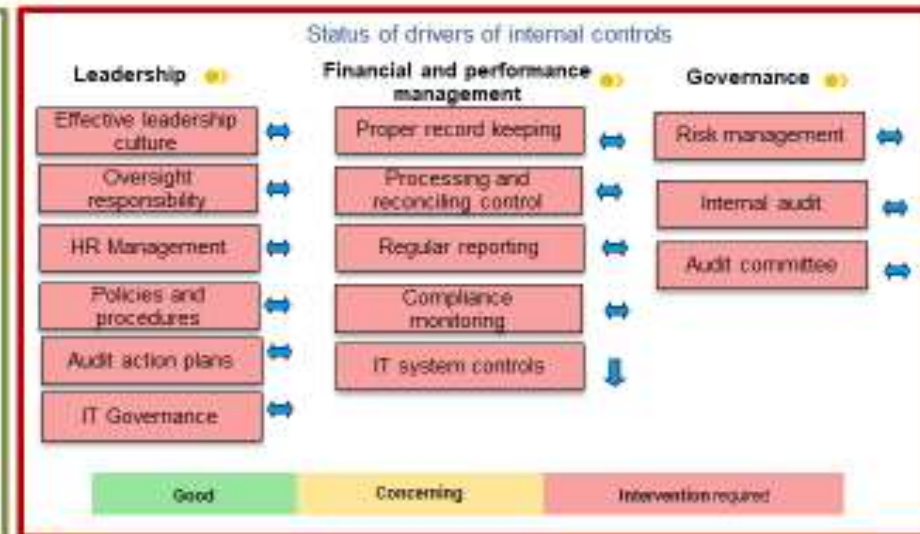 Status of drivers of internal controls
Leadership
Effective leadership
culture
Oversight
responsibility
HR Management
Policies and
procedures
Audit action plans
IT Governance
Financial and performance
management
Proper record keeping
Processing and
reconciling control
Regular reporting
Compliance
monitoring
IT system controls
Governance
Risk management
Internal audit
Audit committee
Good
Concerning
Intervention required